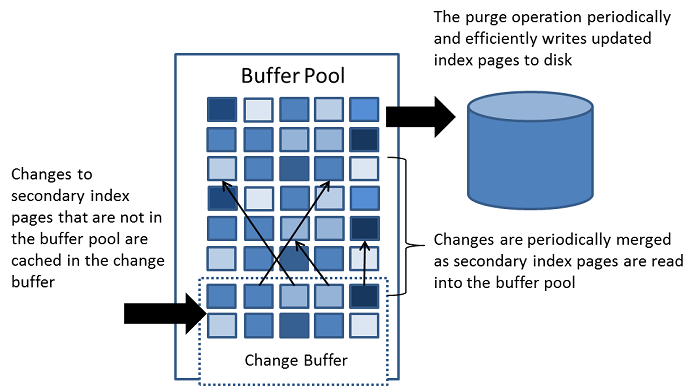 The purge operation periodically
and efficiently writes updated
index pages to disk
Buffer Pool
Changes to
secondary index
pages that are not in
the buffer pool are
cached in the change
buffer
Changes are periodically merged
as secondary index pages are read
into the buffer pool
Change Buffer